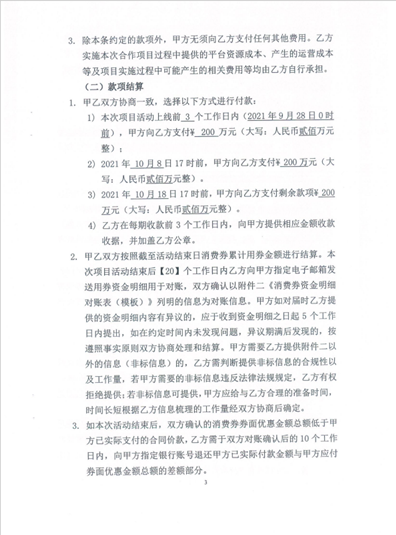 3. 除本条约定的款项外，甲方无须向乙方支付任何其他费用。乙方
实施本次合作项目过程中提供的平台资源成本、产生的运营成本
等及项目实施过程中可能产生的相关费用等均由乙方自行承担。
（二）款项结算
1. 甲乙双方协商一致，选择以下方式进行付款：
1) 本次项目活动上线前 3 个工作日内（2021 年 9 月 28 日 0 时
前），甲方向乙方支付¥ 200 万元（大写：人民币贰佰万元
整）；
2) 2021 年 10 月 8 日 17 时前，甲方向乙方支付¥ 200 万元（大
写：人民币贰佰万元整）。
3) 2021 年 10 月 18 日 17 时前，甲方向乙方支付剩余款项¥ 200
万元（大写：人民币贰佰万元整）。
4) 乙方在每期收款前 3 个工作日内，向甲方提供相应金额收款
收据，并加盖乙方公章。
2. 甲乙双方按照截至活动结束日消费券累计用券金额进行结算。本
次项目活动结束后【20】个工作日内乙方向甲方指定电子邮箱发
送用券资金明细用于对账，双方确认以附件二《消费券资金明细
对账表（模板）》列明的信息为对账信息。甲方如对届时乙方提
供的资金明细内容有异议的，应于收到资金明细之日起 5 个工作
日内提出，如在约定时间内未发现问题，异议期满后发现的，按
遵照事实原则双方协商处理和结算。甲方需要乙方提供附件二以
外的信息（非标信息）的，乙方需判断提供非标信息的合规性以
及工作量，若甲方需要的非标信息违反法律法规规定，乙方有权
拒绝提供；若非标信息可提供，甲方应给与乙方合理的准备时间，
时间长短根据乙方信息梳理的工作量经双方协商后确定。
3. 如本次活动结束后，双方确认的消费券券面优惠金额总额低于甲
方已实际支付的合同价款，乙方需于双方对账确认后的 10 个工作
日内，向甲方指定银行账号退还甲方已实际付款金额与甲方应付
券面优惠金额总额的差额部分。
3